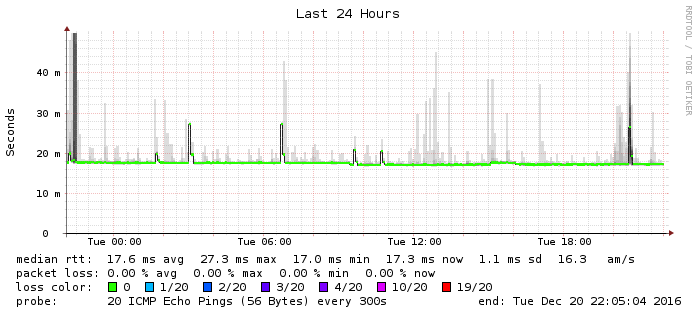 Last 24 Hours
RRDTOOL / TOBI OETIKER
Seconds
40 m
30 m
20 m
10 m
0
Tue 00:00 Tue 06:00 Tue 12:00 Tue 18:00
median rtt: 17.6 ms avg 27.3 ms max 17.0 ms min 17.3 ms now 1.1 ms sd 16.3 am/s
packet loss: 0.00 % avg 0.00 % max 0.00 % min 0.00 % now
loss color: 0 1/20 2/20 3/20 4/20 10/20 19/20
probe: 20 ICMP Echo Pings (56 Bytes) every 300s end: Tue Dec 20 22:05:04 2016